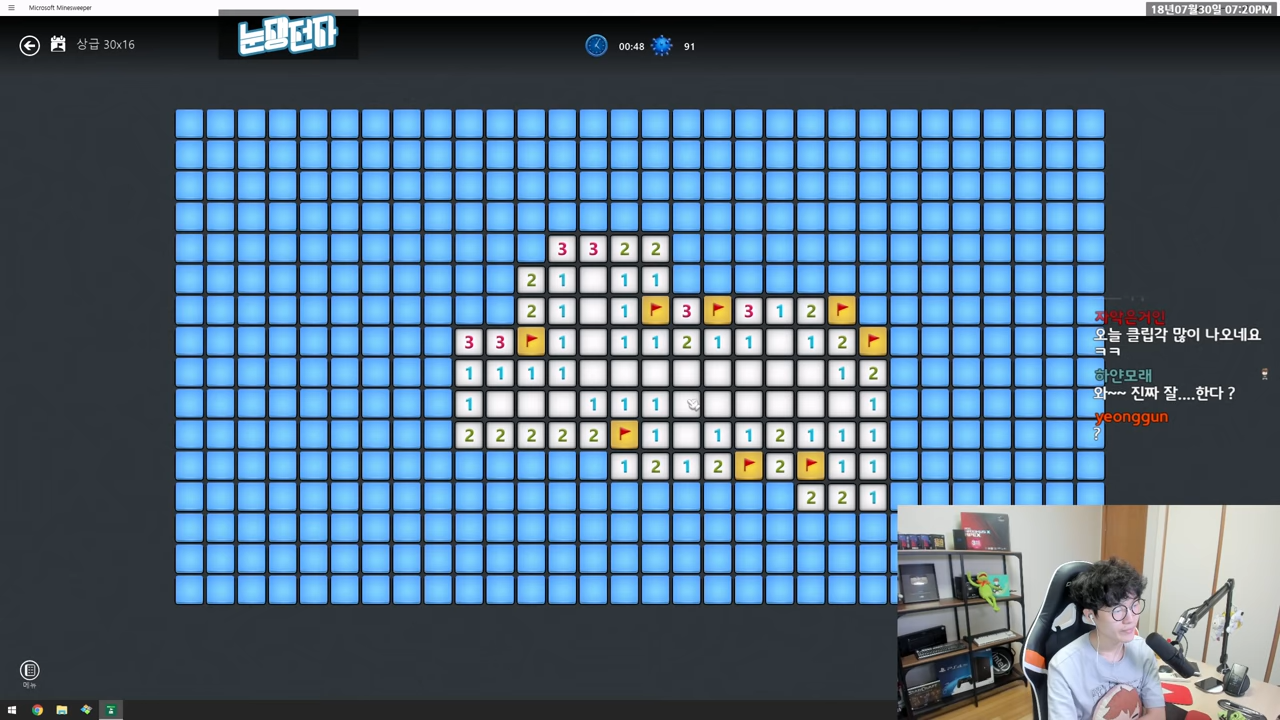 Microsoft Minesweeper
18년07월30일 07:20PM
상급 30x16
눈쟁던자
00:48
91
3 3 2 2
2 1 1 1
2 1 1 3 3 1 2
3 3 1 1 1 2 1 1 1 2
1 1 1 1 1 2
1 1 1 1 1
2 2 2 2 2 1 1 1 2 1 1 1
1 2 1 2 2 1 1
2 2 1
오늘 클립각 많이 나오네요
ㅋㅋ
하얀모래
와~~ 진짜 잘....한다 ?
yeonggun
?
메뉴